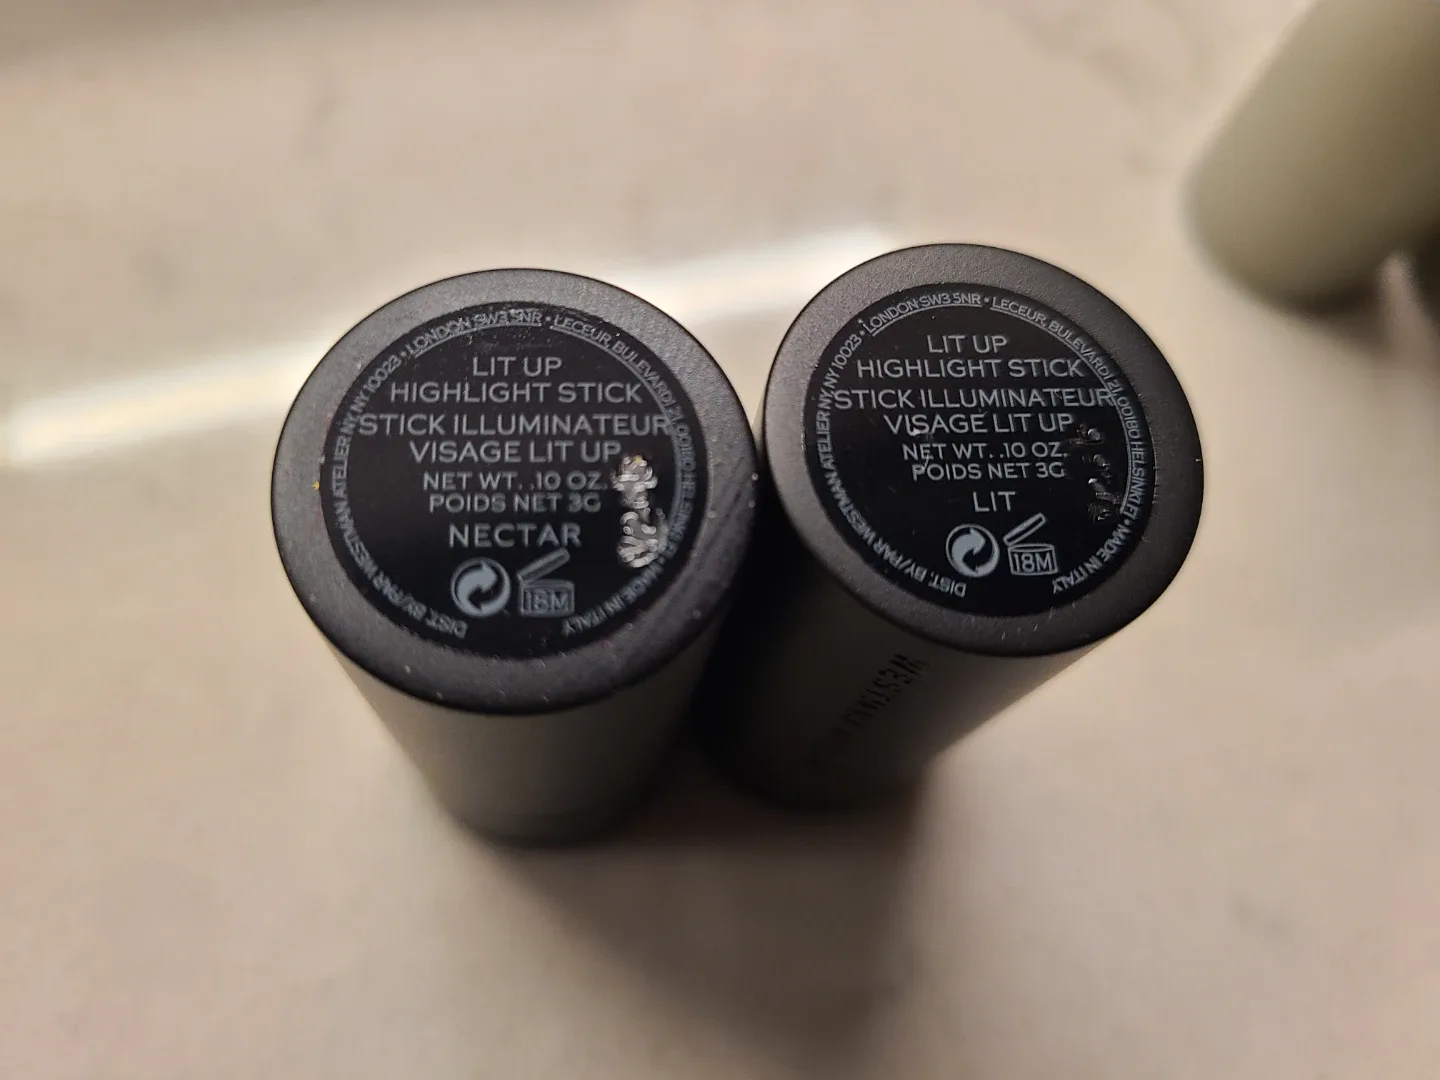 LIT UP
HIGHLIGHT STICK
STICK ILLUMINATEUR
VISAGE LIT UP
NET WT. .10 OZ.
POIDS NET 3G
NECTAR
18M
DIST. BY/PAR WESTMAN ATELIER NY, NY 10023 • LONDON SW3 5NR • LECEUR, BULEVARDI 21, 00180 HELSINKI FI • MADE IN ITALY
LIT UP
HIGHLIGHT STICK
STICK ILLUMINATEUR
VISAGE LIT UP
NET WT. .10 OZ.
POIDS NET 3G
LIT
18M
DIST. BY/PAR WESTMAN ATELIER NY, NY 10023 • LONDON SW3 5NR • LECEUR, BULEVARDI 21, 00180 HELSINKI FI • MADE IN ITALY
WESTMAN